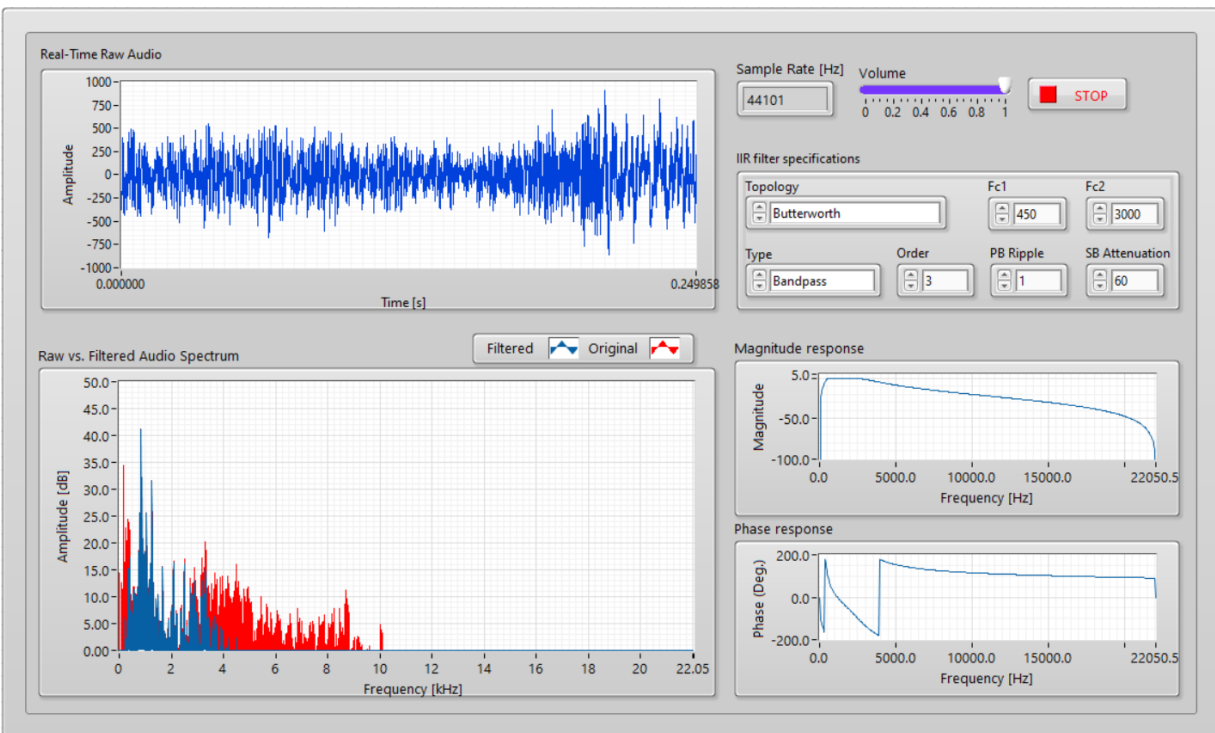 Real-Time Raw Audio
1000
750
500
250
0
-250
-500
-750
-1000
Amplitude
0.000000
0.249858
Time [s]
Sample Rate [Hz]
44101
Volume
0 0.2 0.4 0.6 0.8 1
STOP
IIR filter specifications
Topology
Butterworth
Fc1
450
Fc2
3000
Type
Bandpass
Order
3
PB Ripple
1
SB Attenuation
60
Filtered Original
Raw vs. Filtered Audio Spectrum
50.0
45.0
40.0
35.0
30.0
25.0
20.0
15.0
10.0
5.00
0.00
Amplitude [dB]
0 2 4 6 8 10 12 14 16 18 20 22.05
Frequency [kHz]
Magnitude response
5.0
-50.0
-100.0
Magnitude
0.0 5000.0 10000.0 15000.0 22050.5
Frequency [Hz]
Phase response
200.0
0.0
-200.0
Phase (Deg.)
0.0 5000.0 10000.0 15000.0 22050.5
Frequency [Hz]